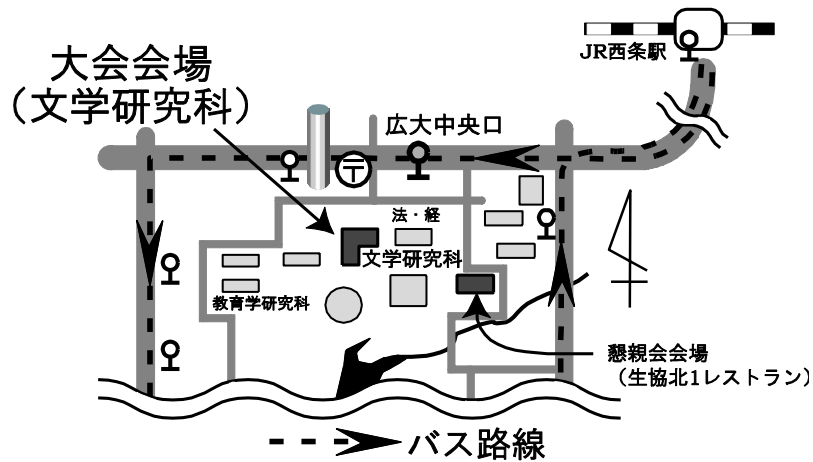 JR西条駅
大会会場
（文学研究科）
広大中央口
〒
法・経
文学研究科
教育学研究科
懇親会会場
（生協北1レストラン）
バス路線